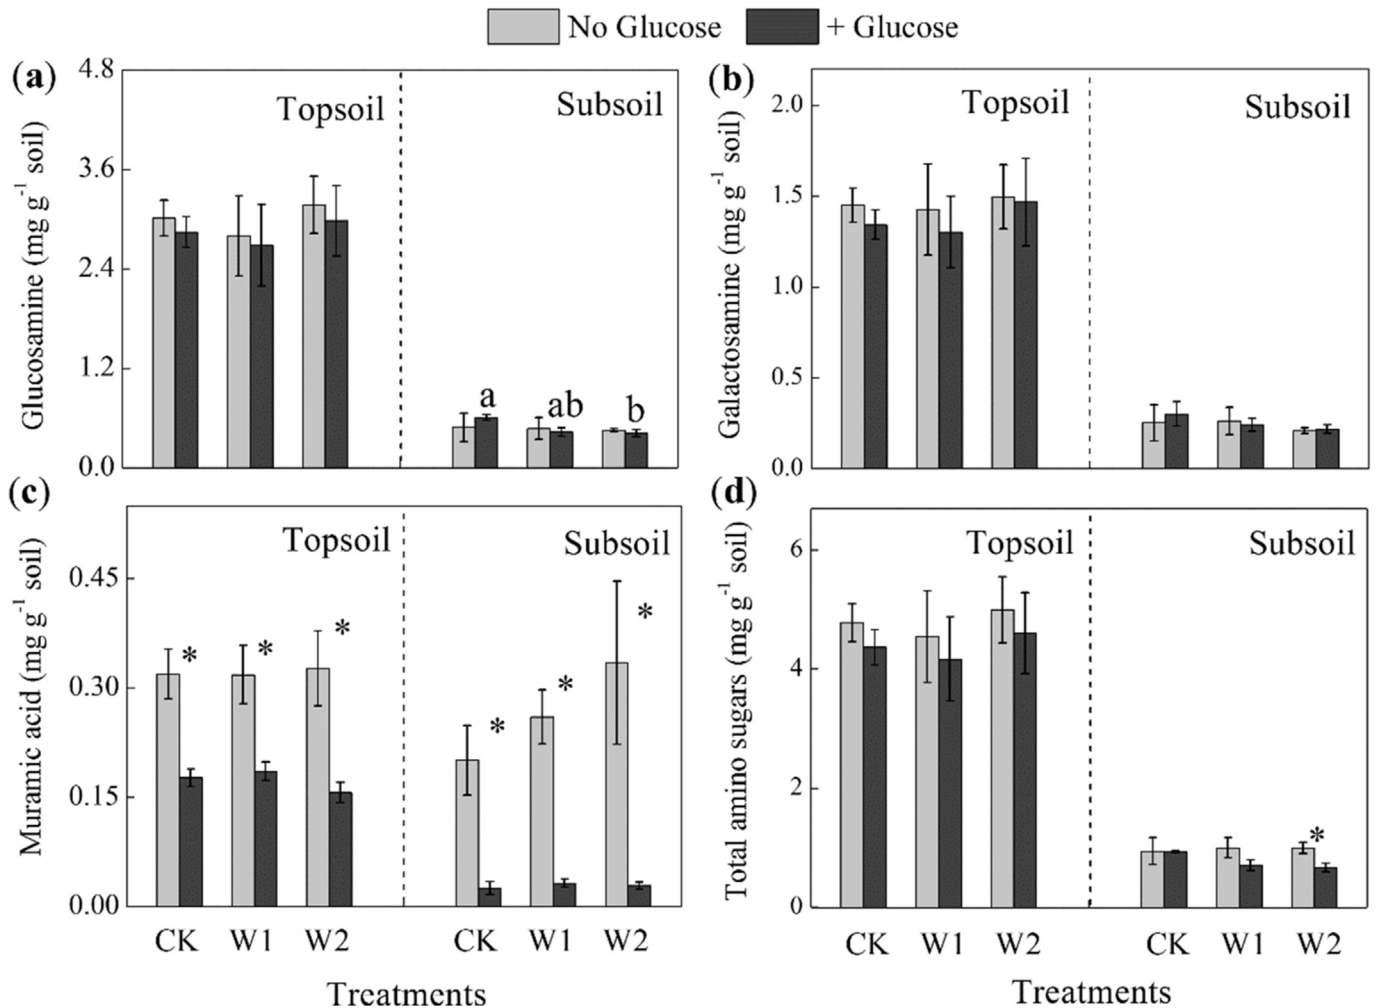 No Glucose
+ Glucose
(a)
Glucosamine (mg g⁻¹ soil)
4.8
3.6
2.4
1.2
0.0
Topsoil
Subsoil
a
ab
b
(b)
Galactosamine (mg g⁻¹ soil)
2.0
1.5
1.0
0.5
0.0
Topsoil
Subsoil
(c)
Muramic acid (mg g⁻¹ soil)
0.45
0.30
0.15
0.00
Topsoil
Subsoil
*
*
*
*
*
*
CK W1 W2 CK W1 W2
Treatments
(d)
Total amino sugars (mg g⁻¹ soil)
6
4
2
0
Topsoil
Subsoil
*
CK W1 W2 CK W1 W2
Treatments